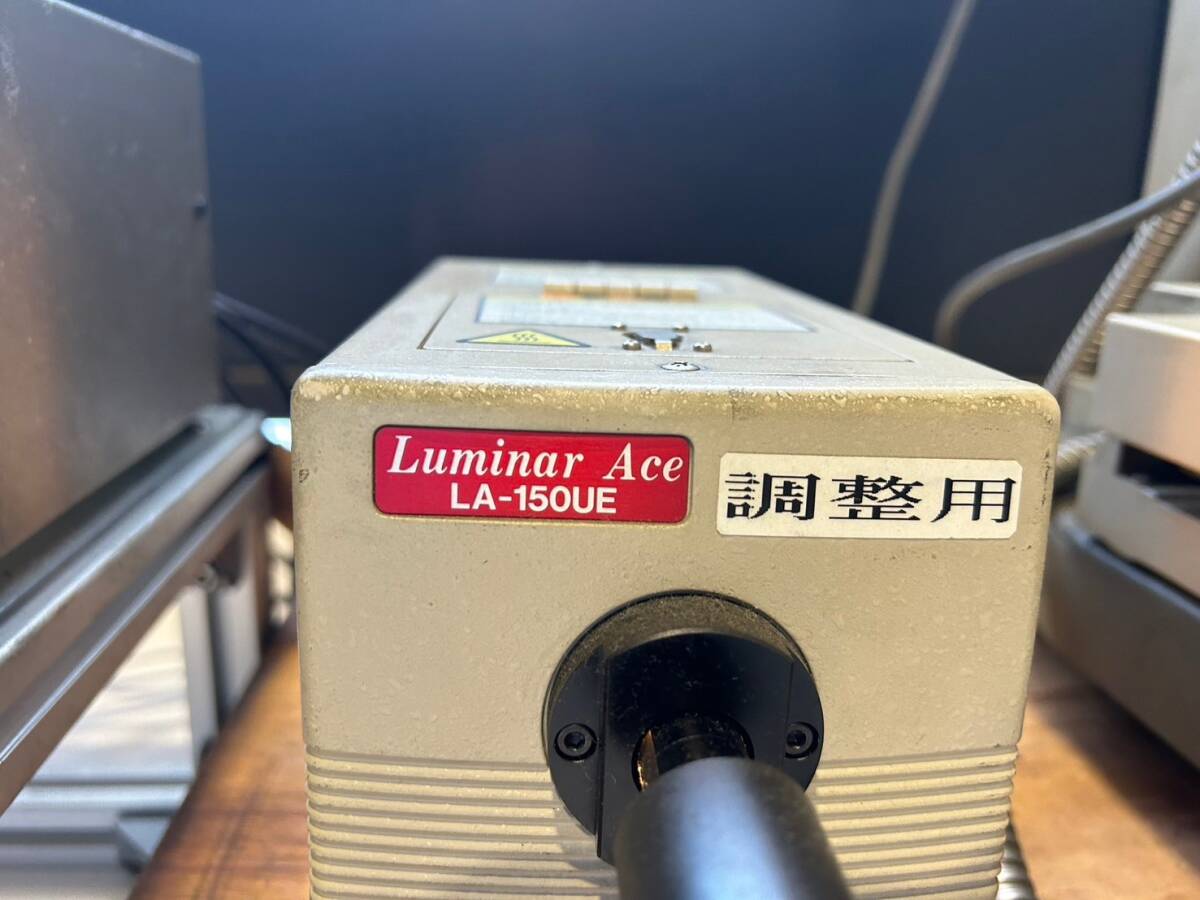 Luminar Ace
LA-150UE
調整用